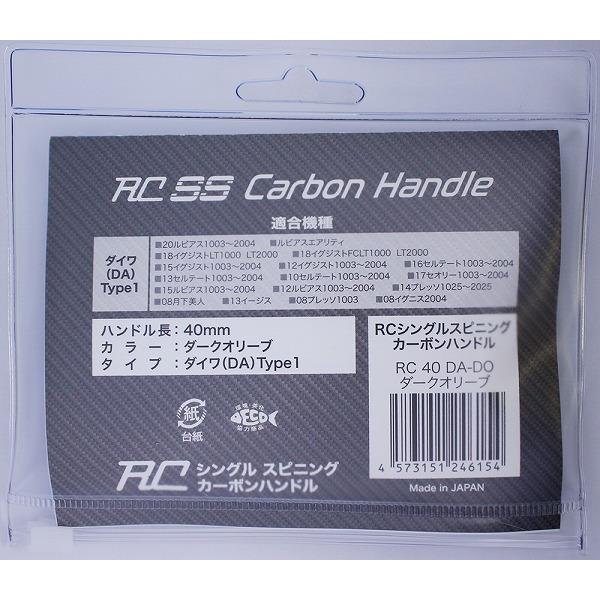 RC SS Carbon Handle
適合機種
ダイワ
(DA)
Type1
■20ルビアス1003〜2004 ■ルビアスエアリティ
■18イグジストLT1000 LT2000 ■18イグジストFCLT1000 LT2000
■15イグジスト1003〜2004 ■12イグジスト1003〜2004 ■16セルテート1003〜2004
■13セルテート1003〜2004 ■10セルテート1003〜2004 ■17セオリー1003〜2004
■15ルビアス1003〜2004 ■12ルビアス1003〜2004 ■14プレッソ1025〜2025
■08月下美人 ■13イージス ■08プレッソ1003 ■08イグニス2004
ハンドル長：40mm
カラー：ダークオリーブ
タイプ：ダイワ(DA)Type1
RCシングルスピニング
カーボンハンドル
RC 40 DA-DO
ダークオリーブ
4 573151 246154
Made in JAPAN
紙
台紙
環境・美化
ECO
協力商品
RC シングル スピニング
カーボンハンドル